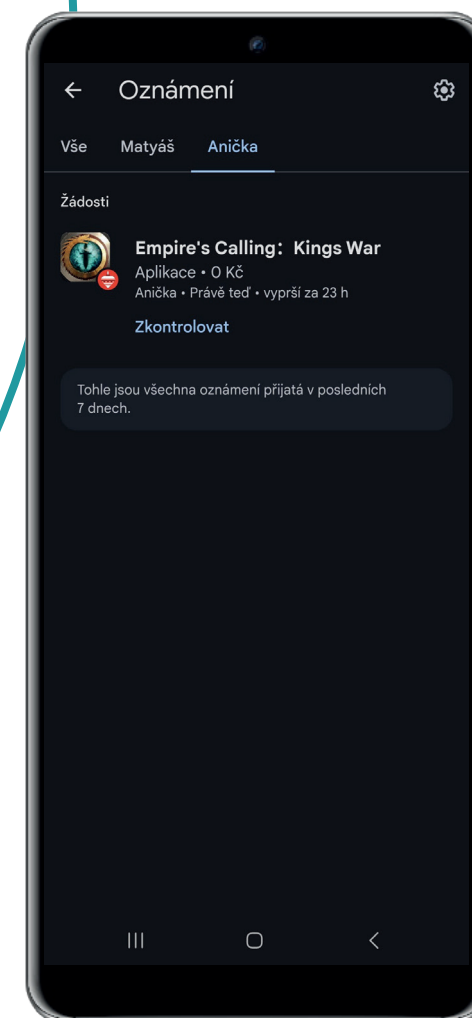 Oznámení
Vše Matyáš Anička
Žádosti
Empire's Calling：Kings War
Aplikace • 0 Kč
Anička • Právě teď • vyprší za 23 h
Zkontrolovat
Tohle jsou všechna oznámení přijatá v posledních
7 dnech.